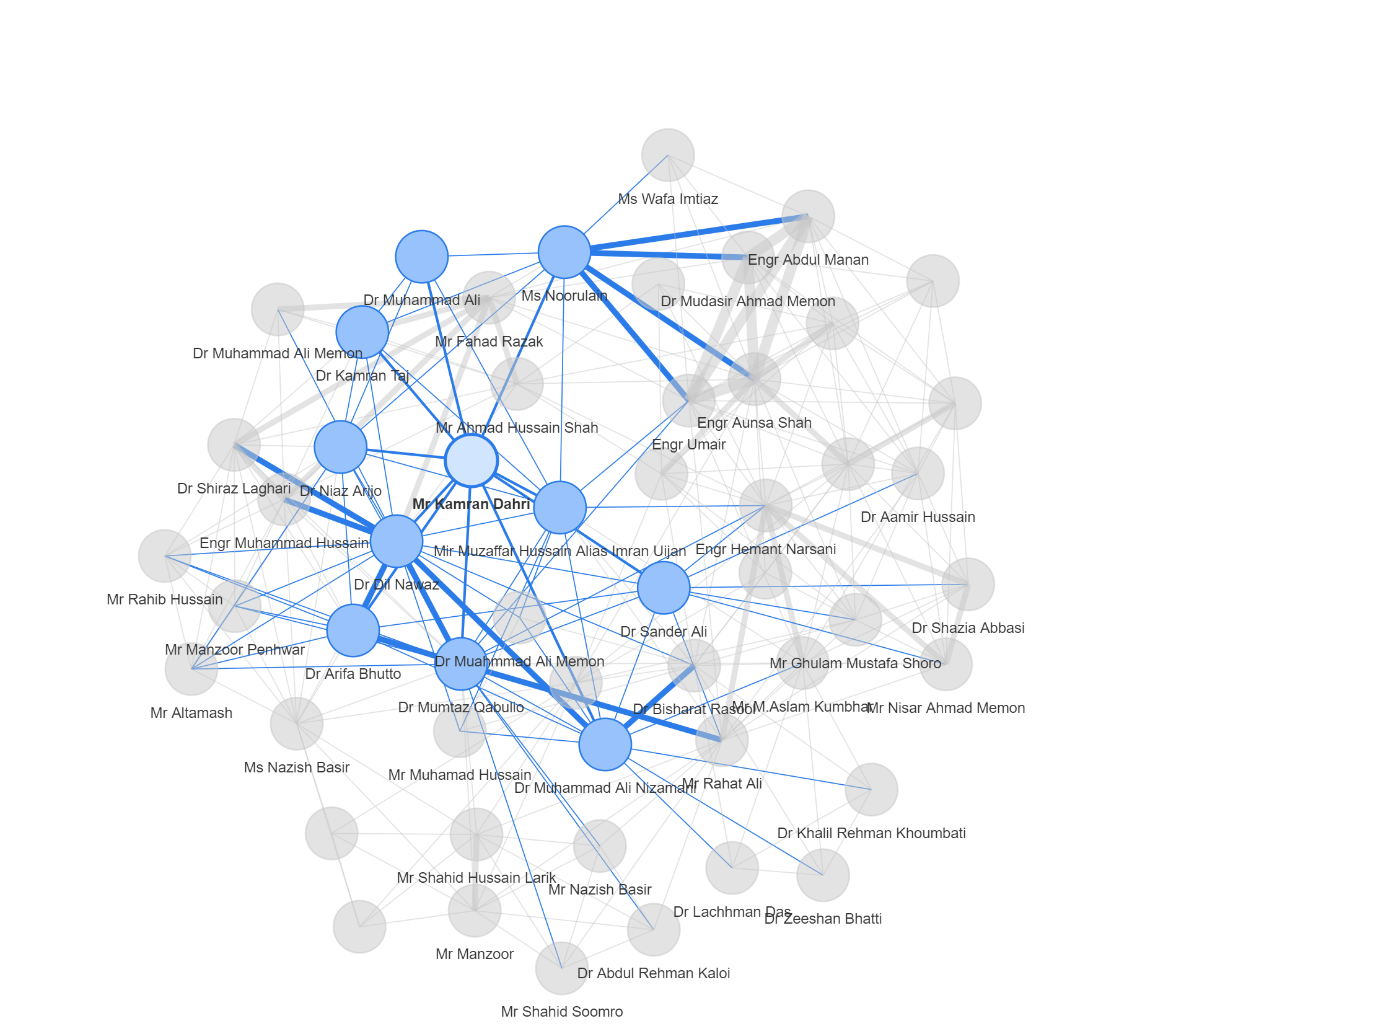 Ms Wafa Imtiaz
Engr Abdul Manan
Dr Muhammad Ali
Ms Noorulain
Dr Mudasir Ahmad Memon
Mr Fahad Razak
Dr Muhammad Ali Memon
Dr Kamran Taj
Mr Ahmad Hussain Shah
Engr Aunsa Shah
Engr Umair
Dr Shiraz Laghari
Dr Niaz Arijo
Mr Kamran Dahri
Dr Aamir Hussain
Engr Muhammad Hussain
Mir Muzaffar Hussain Alias Imran Ujjan
Engr Hemant Narsani
Dr Dil Nawaz
Mr Rahib Hussain
Dr Sander Ali
Dr Shazia Abbasi
Mr Manzoor Penhwar
Dr Muahmmad Ali Memon
Mr Ghulam Mustafa Shoro
Dr Arifa Bhutto
Mr Altamash
Dr Mumtaz Qabulio
Dr Bisharat Rasool
Mr M.Aslam Kumbhar
Mr Nisar Ahmad Memon
Ms Nazish Basir
Mr Muhamad Hussain
Dr Muhammad Ali Nizamani
Mr Rahat Ali
Dr Khalil Rehman Khoumbati
Mr Shahid Hussain Larik
Mr Nazish Basir
Dr Lachhman Das
Dr Zeeshan Bhatti
Mr Manzoor
Dr Abdul Rehman Kaloi
Mr Shahid Soomro